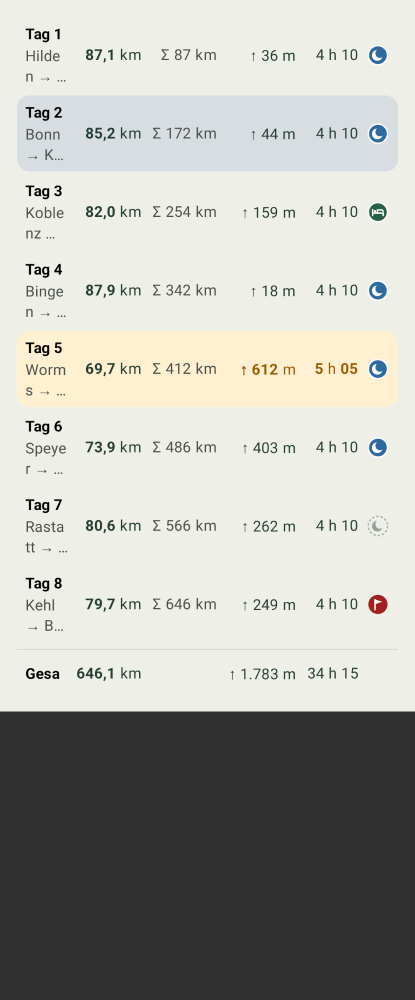 Tag 1
Hilde
n → …
87,1 km Σ 87 km ↑ 36 m 4 h 10
Tag 2
Bonn
→ K…
85,2 km Σ 172 km ↑ 44 m 4 h 10
Tag 3
Koble
nz …
82,0 km Σ 254 km ↑ 159 m 4 h 10
Tag 4
Binge
n → …
87,9 km Σ 342 km ↑ 18 m 4 h 10
Tag 5
Worm
s → …
69,7 km Σ 412 km ↑ 612 m 5 h 05
Tag 6
Speye
r → …
73,9 km Σ 486 km ↑ 403 m 4 h 10
Tag 7
Rasta
tt → …
80,6 km Σ 566 km ↑ 262 m 4 h 10
Tag 8
Kehl
→ B…
79,7 km Σ 646 km ↑ 249 m 4 h 10
Gesa 646,1 km ↑ 1.783 m 34 h 15